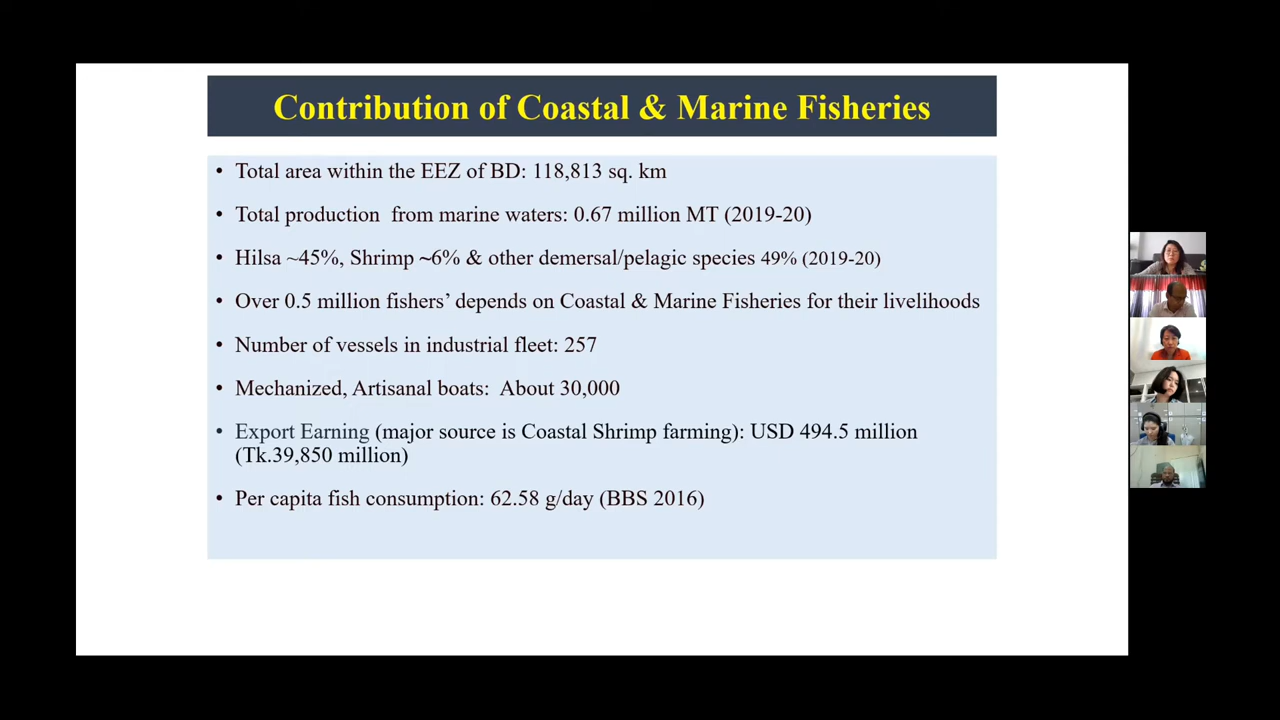 Contribution of Coastal & Marine Fisheries
• Total area within the EEZ of BD: 118,813 sq. km
• Total production from marine waters: 0.67 million MT (2019-20)
• Hilsa ~45%, Shrimp ~6% & other demersal/pelagic species 49% (2019-20)
• Over 0.5 million fishers’ depends on Coastal & Marine Fisheries for their livelihoods
• Number of vessels in industrial fleet: 257
• Mechanized, Artisanal boats: About 30,000
• Export Earning (major source is Coastal Shrimp farming): USD 494.5 million
(Tk.39,850 million)
• Per capita fish consumption: 62.58 g/day (BBS 2016)